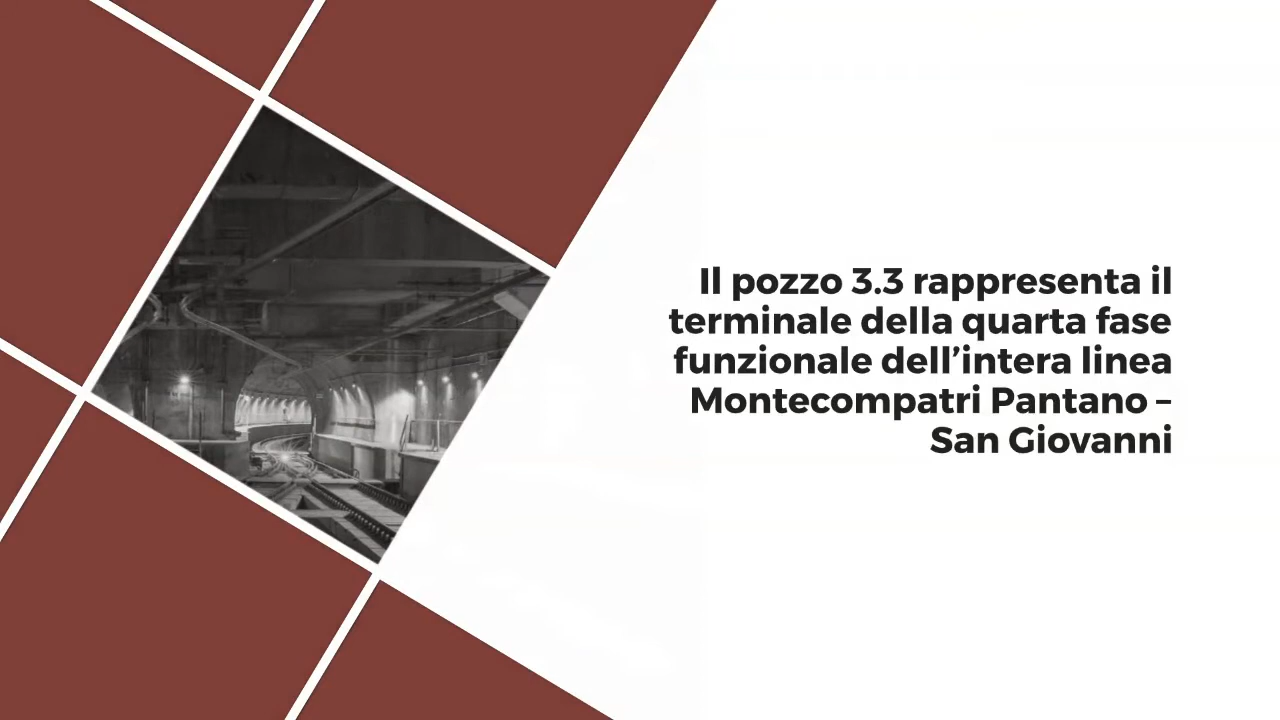 Il pozzo 3.3 rappresenta il
terminale della quarta fase
funzionale dell’intera linea
Montecompatri Pantano –
San Giovanni